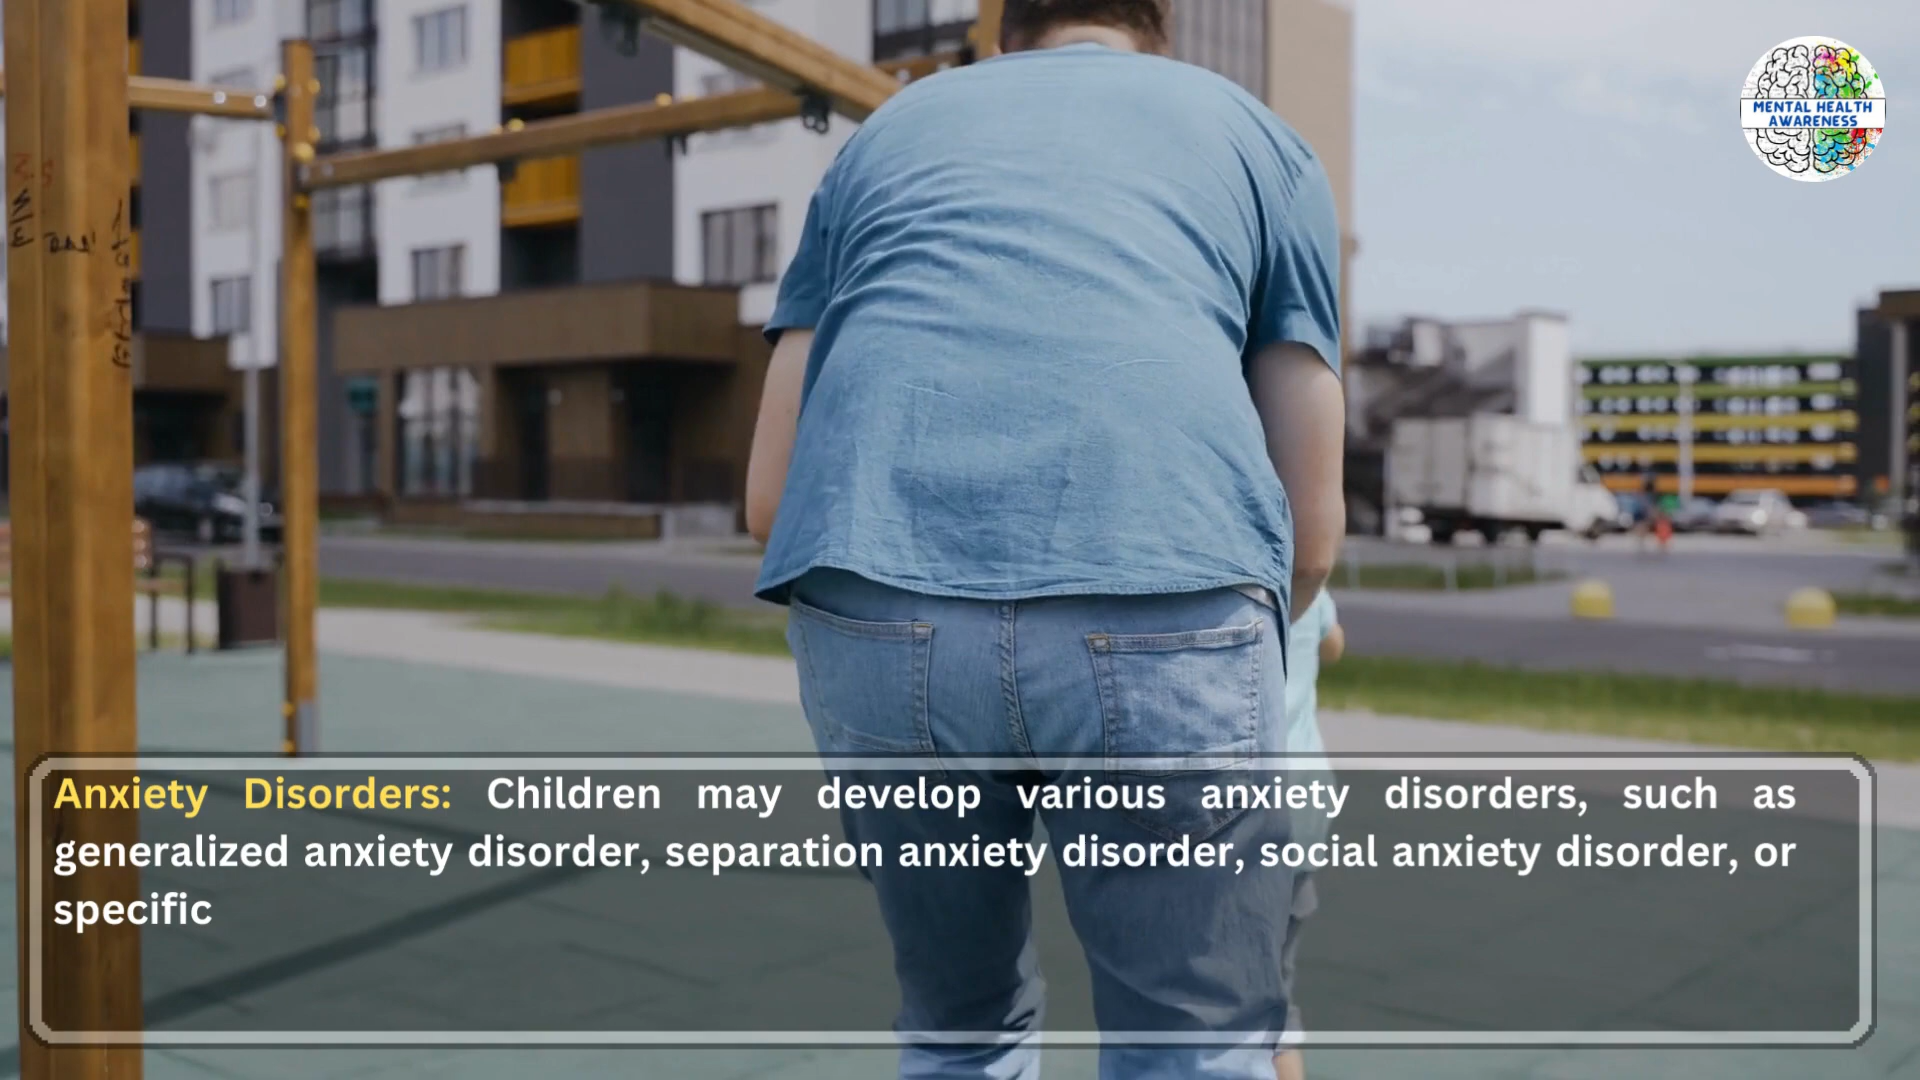 MENTAL HEALTH
AWARENESS
Anxiety Disorders: Children may develop various anxiety disorders, such as
generalized anxiety disorder, separation anxiety disorder, social anxiety disorder, or
specific